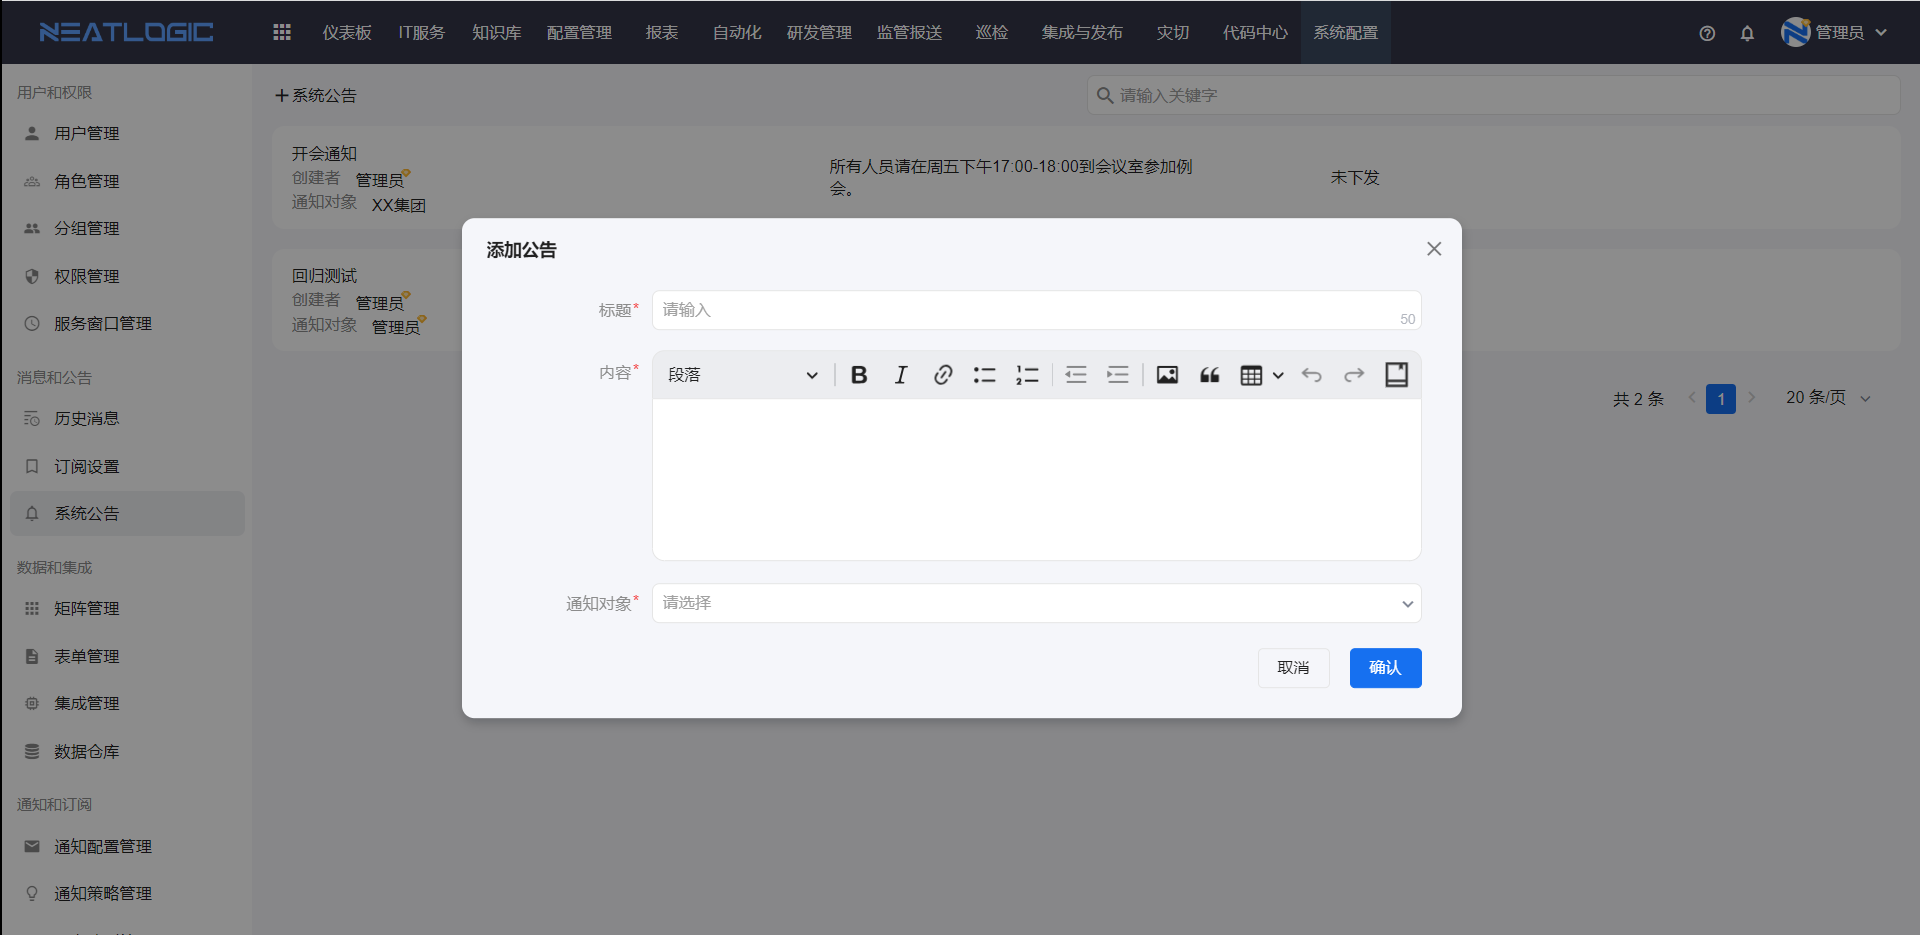 NEATLOGIC
仪表板 IT服务 知识库 配置管理 报表 自动化 研发管理 监管报送 巡检 集成与发布 灾切 代码中心 系统配置 管理员
用户和权限
用户管理
角色管理
分组管理
权限管理
服务窗口管理
消息和公告
历史消息
订阅设置
系统公告
数据和集成
矩阵管理
表单管理
集成管理
数据仓库
通知和订阅
通知配置管理
通知策略管理
系统公告
请输入关键字
开会通知
创建者 管理员
通知对象 XX集团
所有人员请在周五下午17:00-18:00到会议室参加例
会。
未下发
回归测试
创建者 管理员
通知对象 管理员
共 2 条 1 20 条/页
添加公告
标题* 请输入 50
内容* 段落
通知对象* 请选择
取消 确认